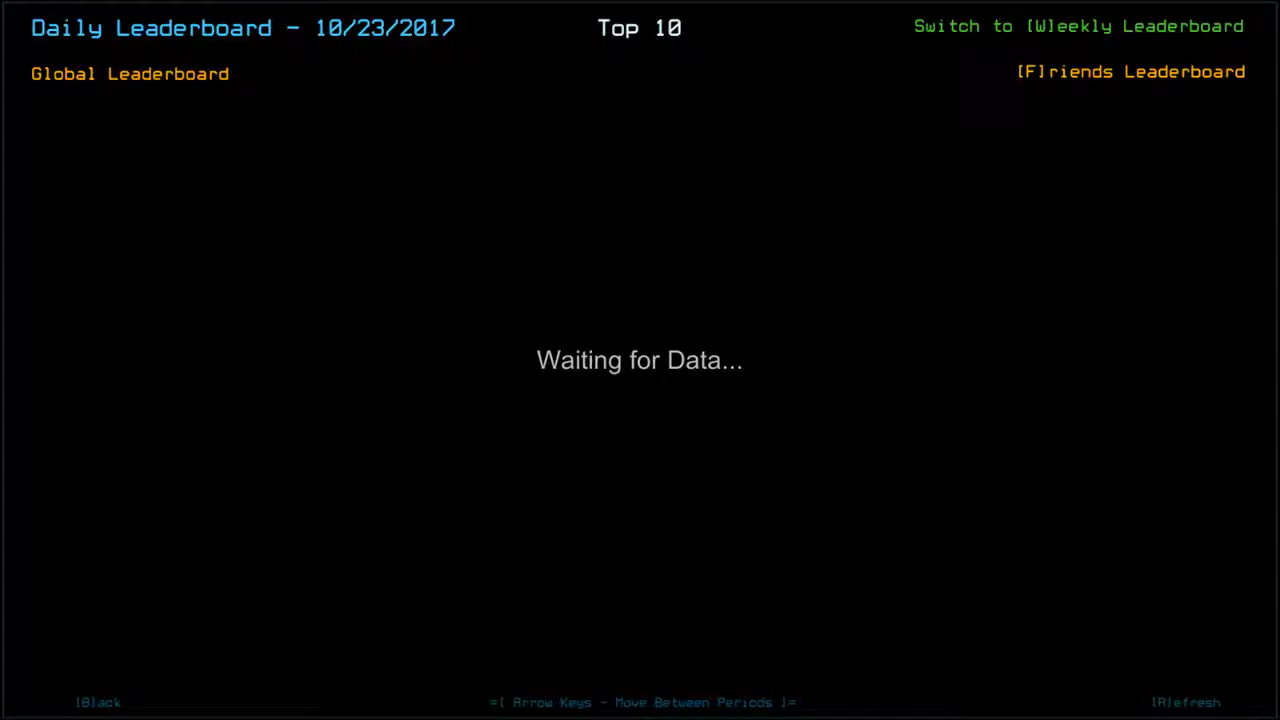 Daily Leaderboard - 10/23/2017
Top 10
Switch to [W]eekly Leaderboard
Global Leaderboard
[F]riends Leaderboard
Waiting for Data...
[B]ack
=[ Arrow Keys - Move Between Periods ]=
[R]efresh